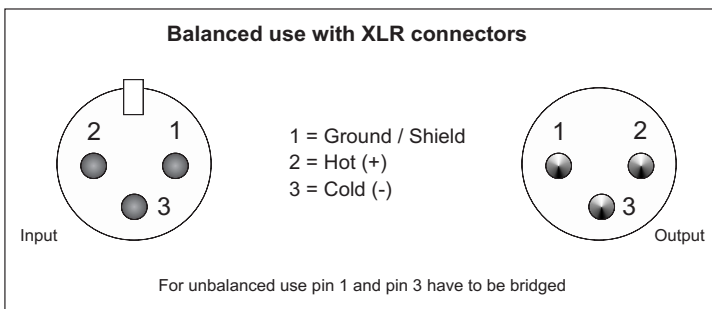 Balanced use with XLR connectors
2 1
3
Input
1 = Ground / Shield
2 = Hot (+)
3 = Cold (-)
1 2
3
Output
For unbalanced use pin 1 and pin 3 have to be bridged